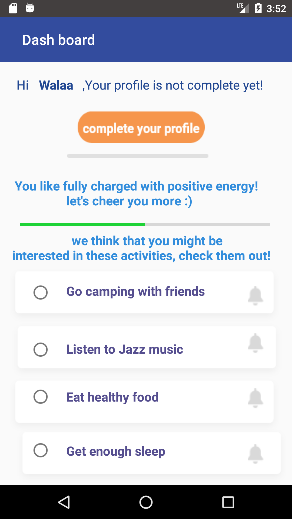 LTE 3:52
Dash board
Hi Walaa ,Your profile is not complete yet!
complete your profile
You like fully charged with positive energy!
let's cheer you more :)
we think that you might be
interested in these activities, check them out!
Go camping with friends
Listen to Jazz music
Eat healthy food
Get enough sleep